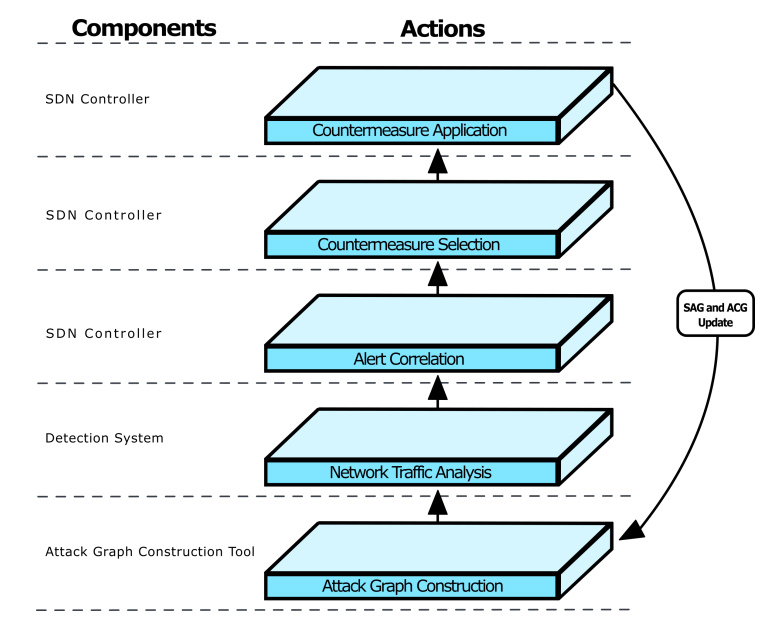 Components
Actions
SDN Controller
Countermeasure Application
SDN Controller
Countermeasure Selection
SAG and ACG
Update
SDN Controller
Alert Correlation
Detection System
Network Traffic Analysis
Attack Graph Construction Tool
Attack Graph Construction